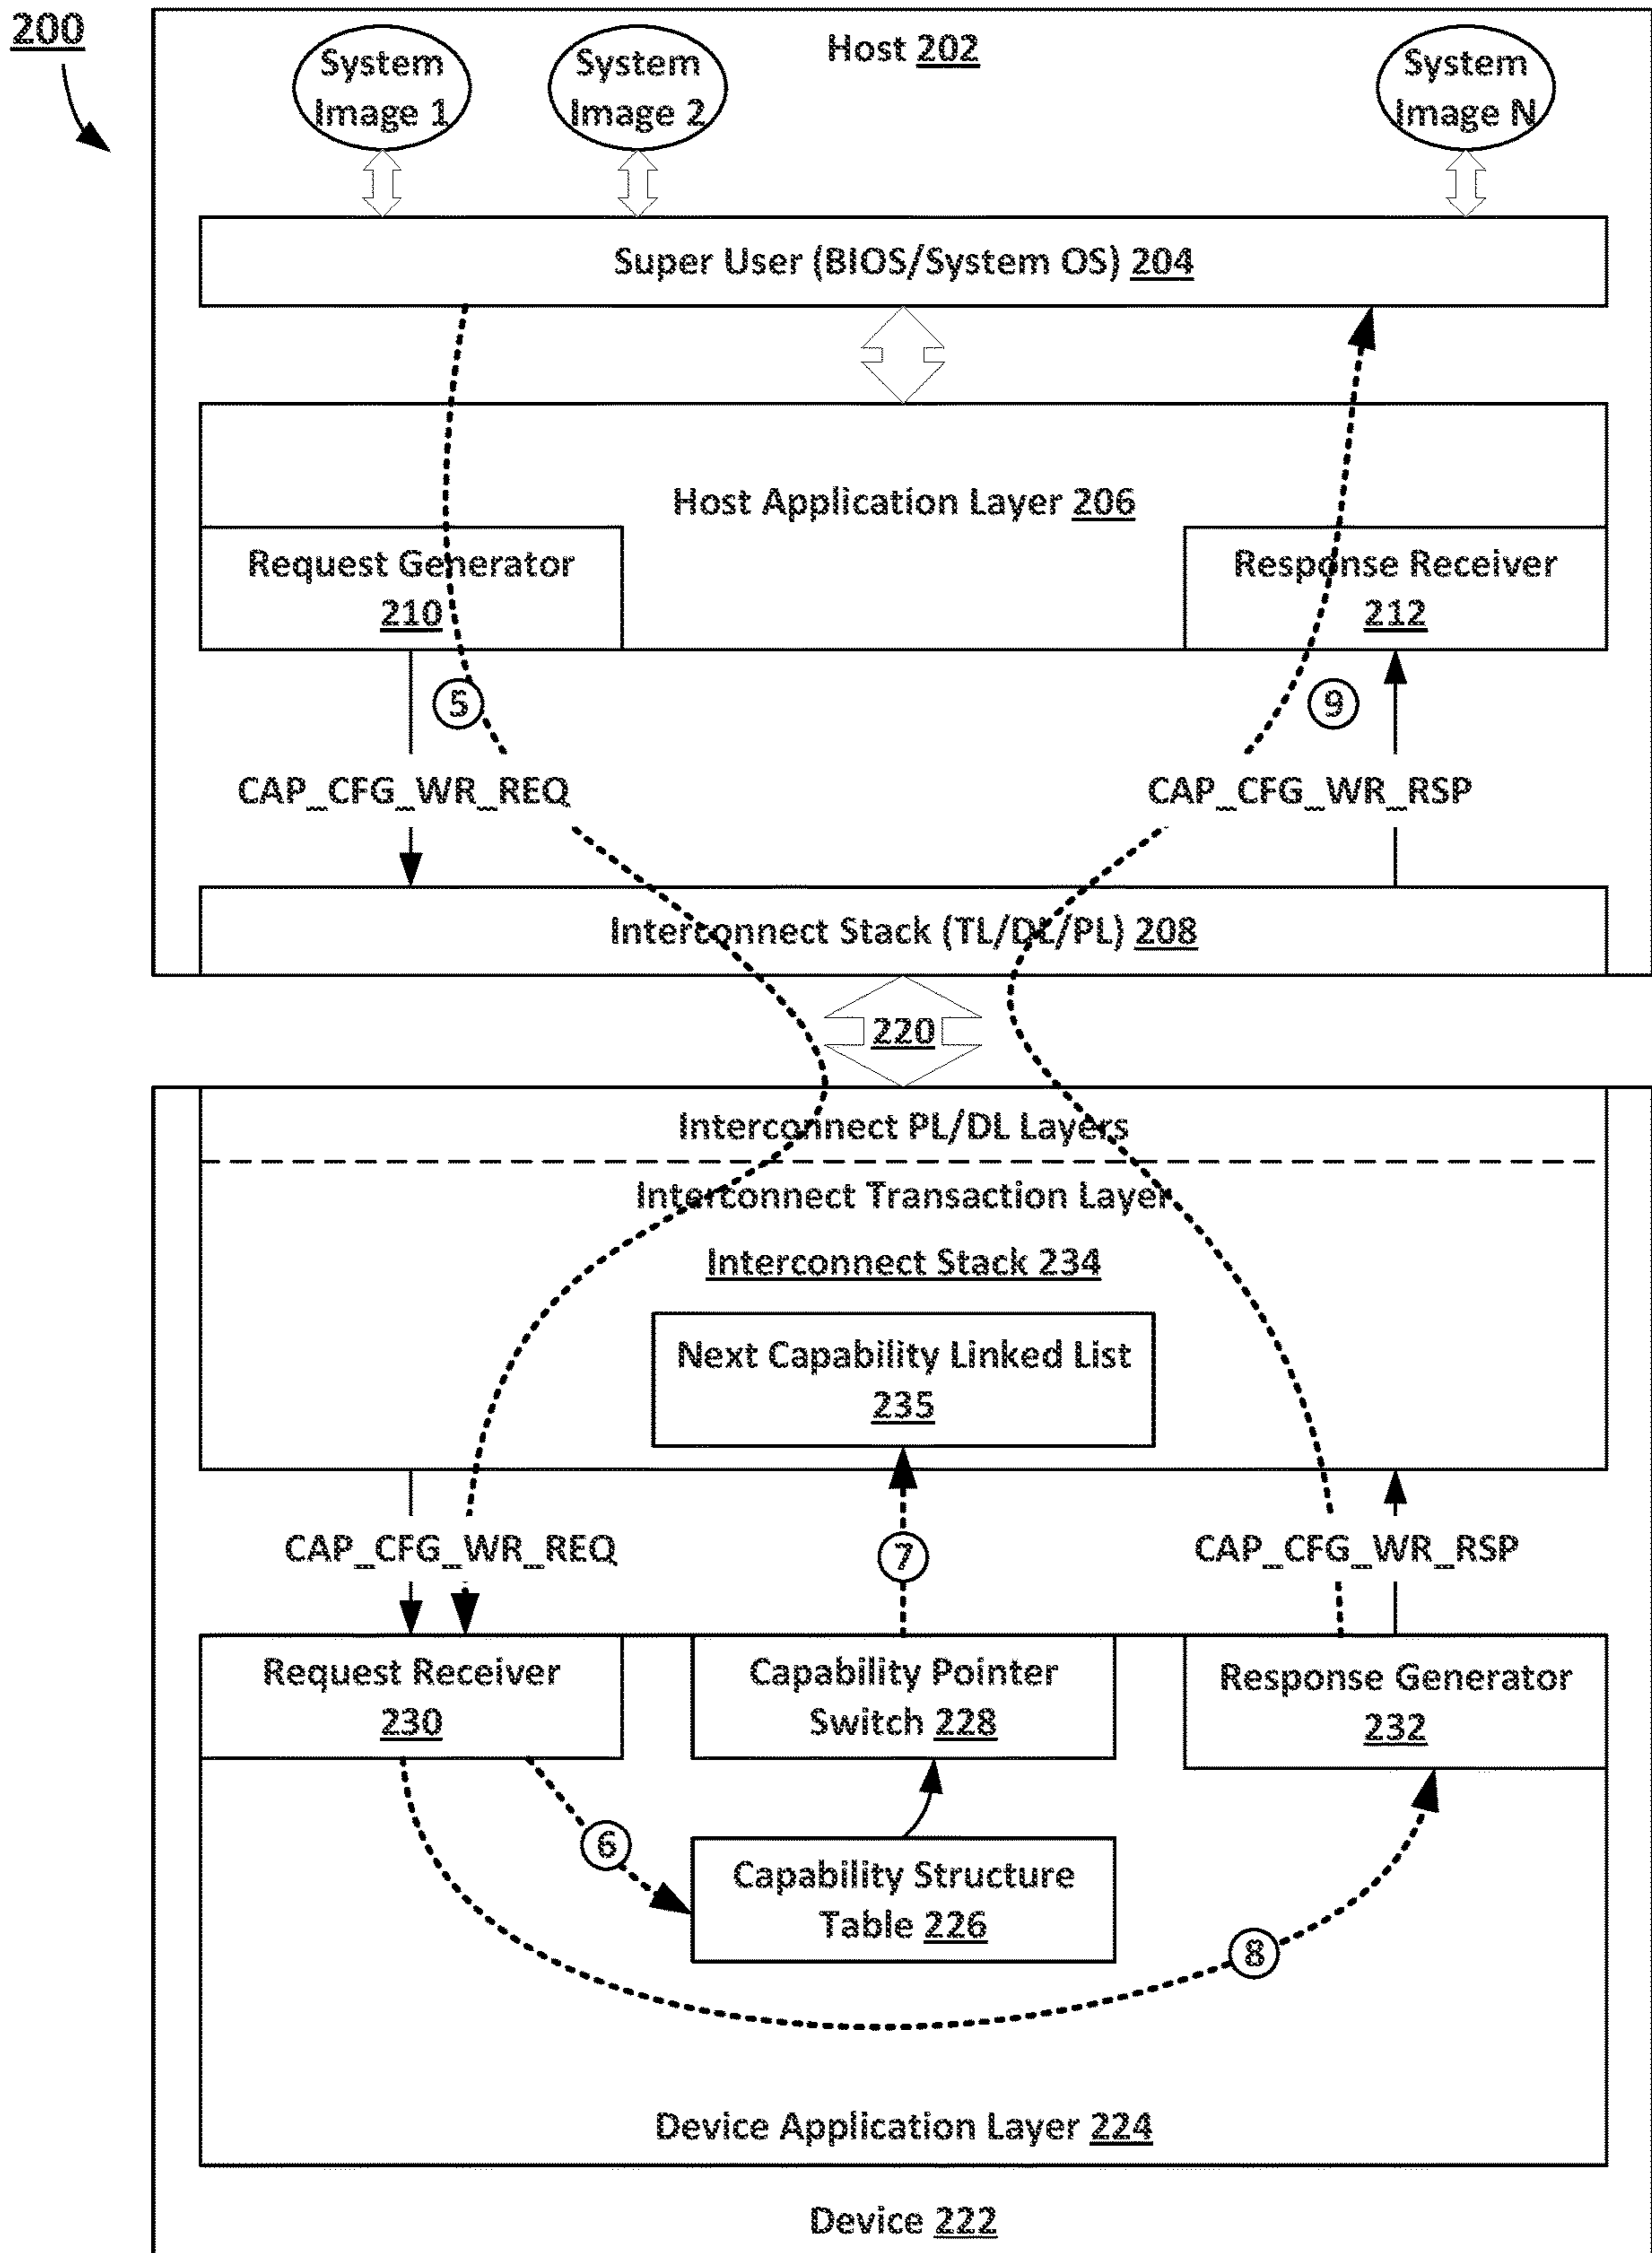 200
Host 202
System
Image 1
System
Image 2
System
Image N
Super User (BIOS/System OS) 204
Host Application Layer 206
Request Generator
210
Response Receiver
212
5
9
CAP_CFG_WR_REQ
CAP_CFG_WR_RSP
Interconnect Stack (TL/DL/PL) 208
220
Interconnect PL/DL Layers
Interconnect Transaction Layer
Interconnect Stack 234
Next Capability Linked List
235
CAP_CFG_WR_REQ
7
CAP_CFG_WR_RSP
Request Receiver
230
Capability Pointer
Switch 228
Response Generator
232
6
Capability Structure
Table 226
8
Device Application Layer 224
Device 222